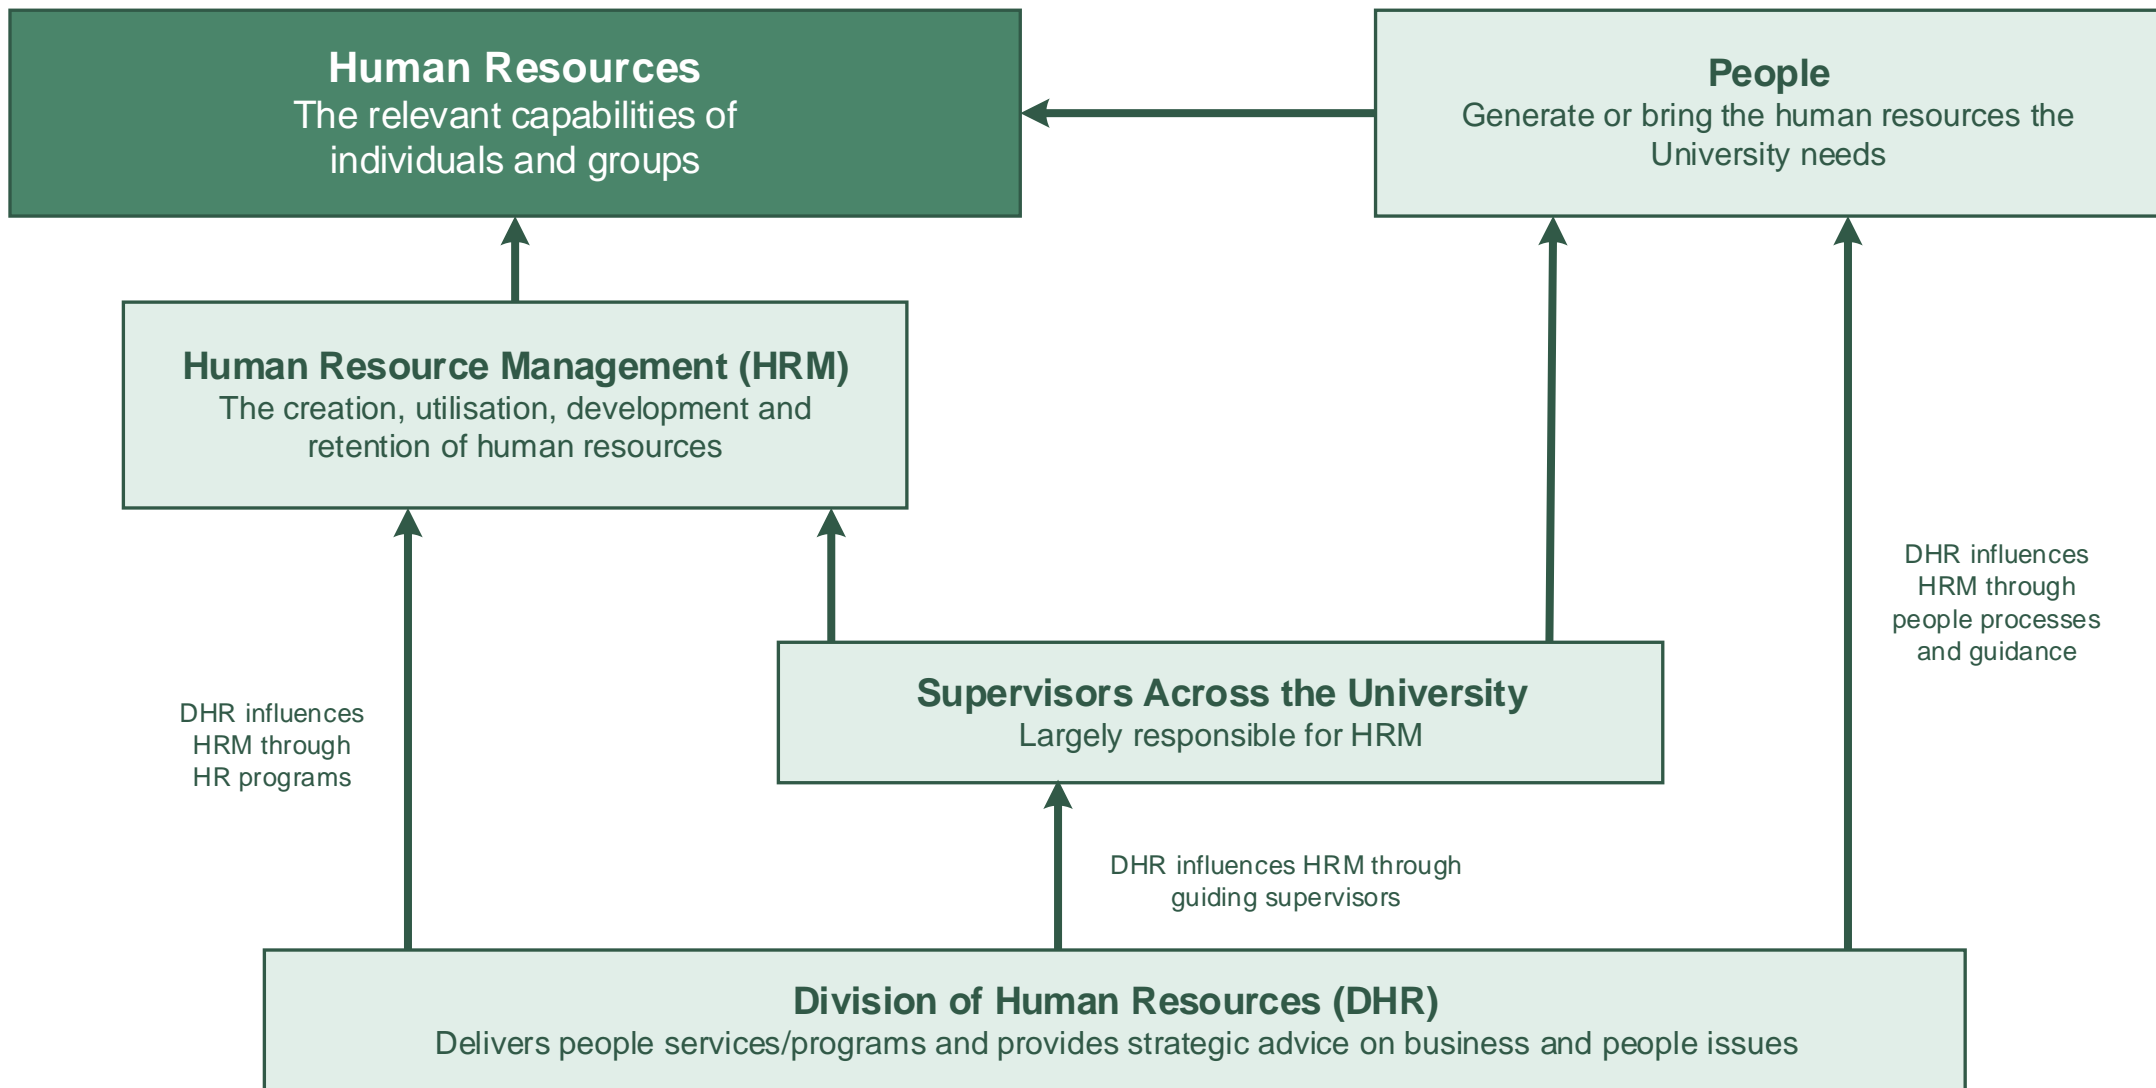 Human Resources
The relevant capabilities of
individuals and groups
People
Generate or bring the human resources the
University needs
Human Resource Management (HRM)
The creation, utilisation, development and
retention of human resources
DHR influences
HRM through
people processes
and guidance
Supervisors Across the University
Largely responsible for HRM
DHR influences
HRM through
HR programs
DHR influences HRM through
guiding supervisors
Division of Human Resources (DHR)
Delivers people services/programs and provides strategic advice on business and people issues